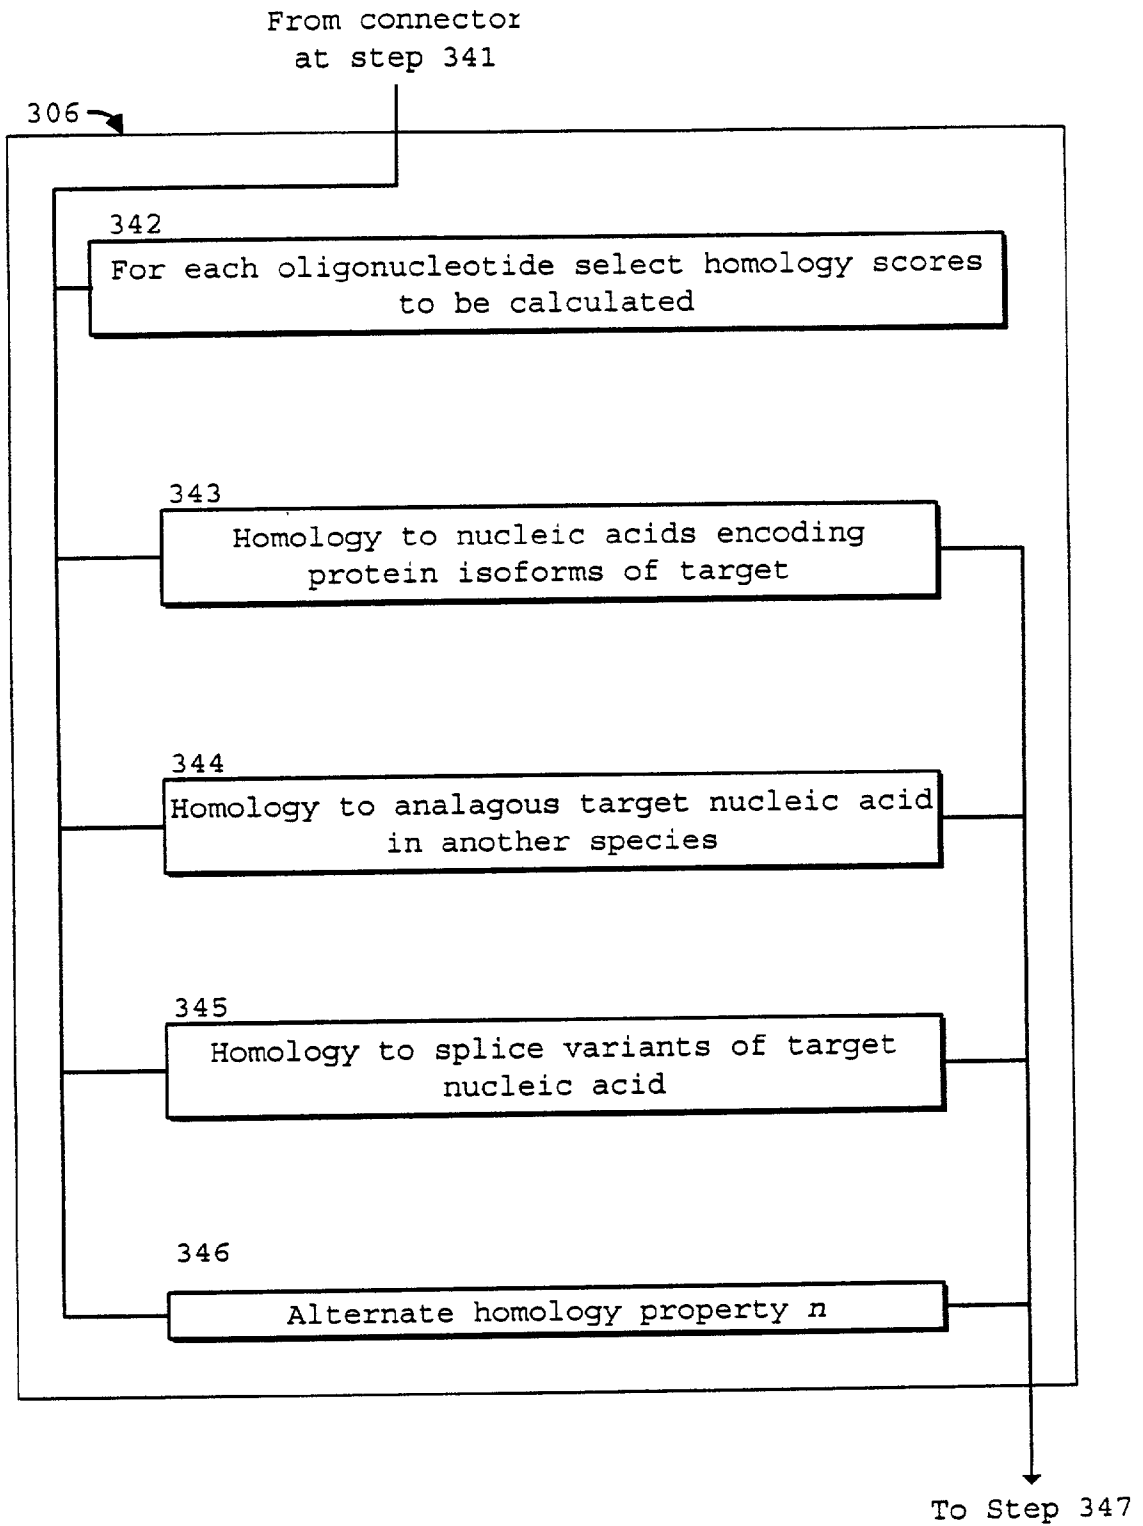 From connector
at step 341
306
342
For each oligonucleotide select homology scores
to be calculated
343
Homology to nucleic acids encoding
protein isoforms of target
344
Homology to analagous target nucleic acid
in another species
345
Homology to splice variants of target
nucleic acid
346
Alternate homology property n
To Step 347